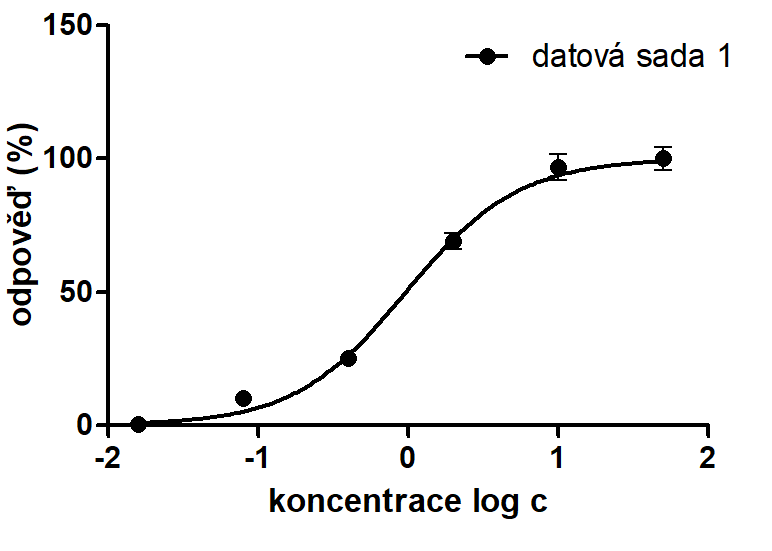 150
datová sada 1
100
50
0
odpověď (%)
-2 -1 0 1 2
koncentrace log c